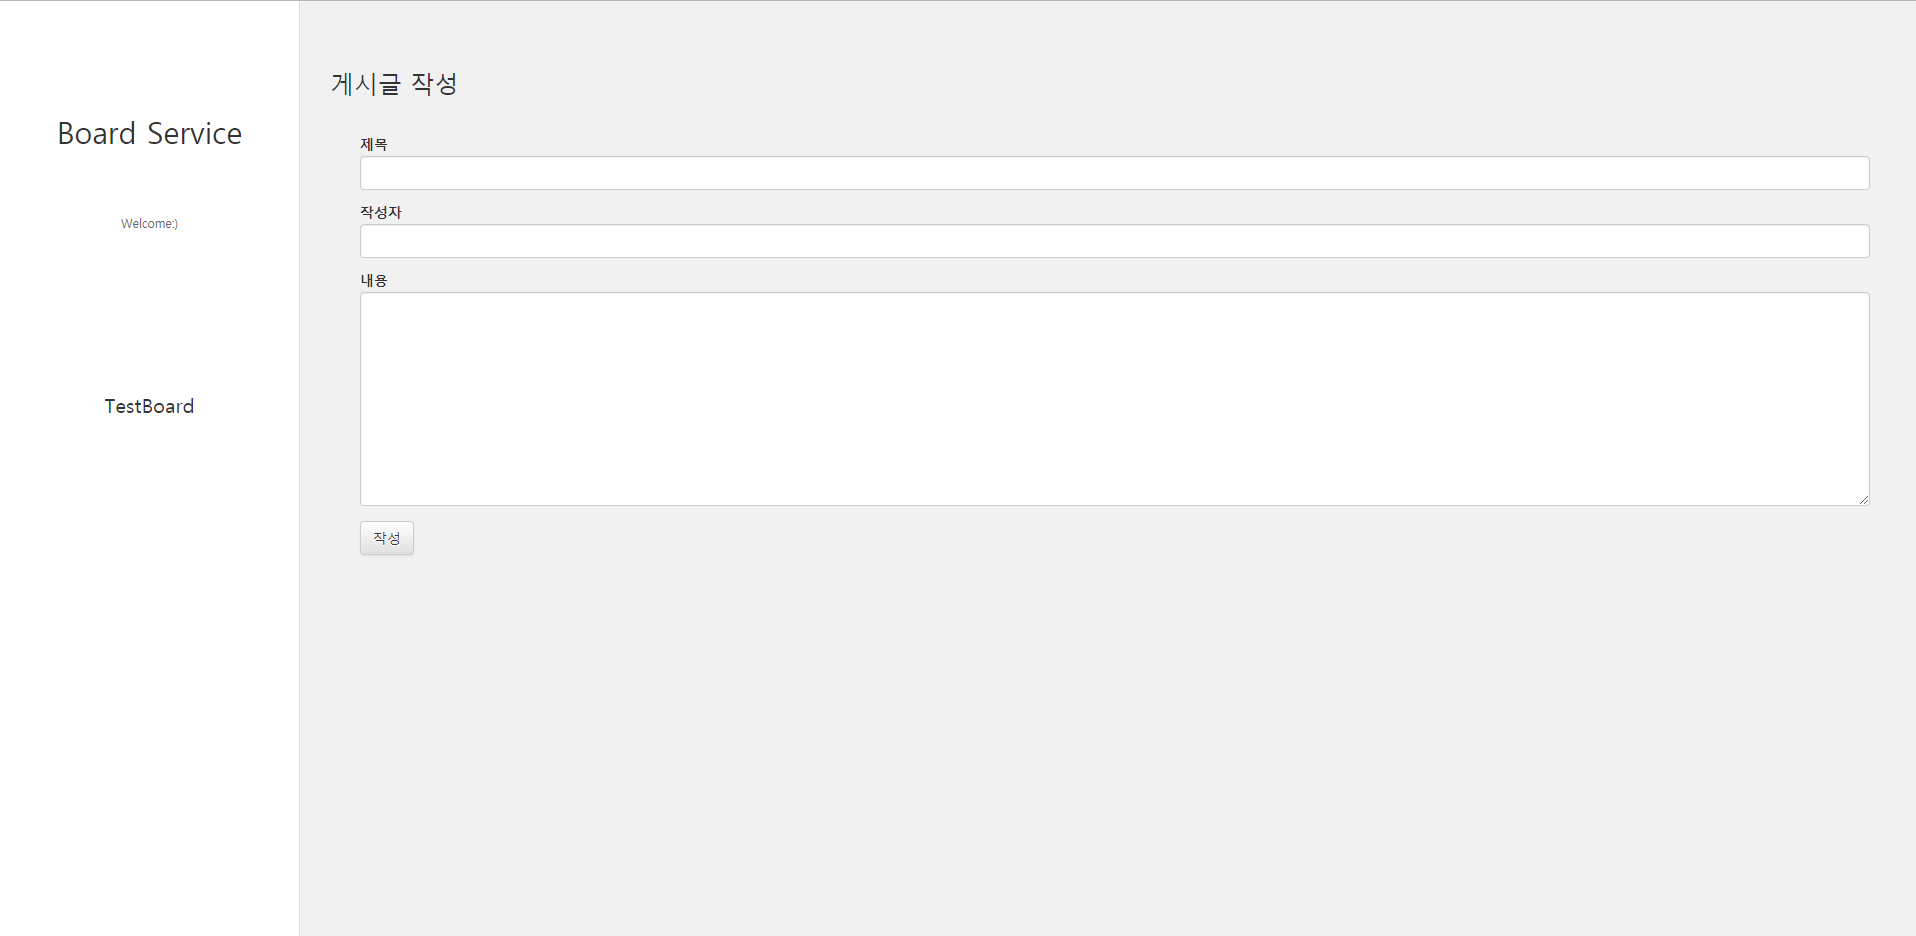 Board Service
Welcome:)
TestBoard
게시글 작성
제목
작성자
내용
작성